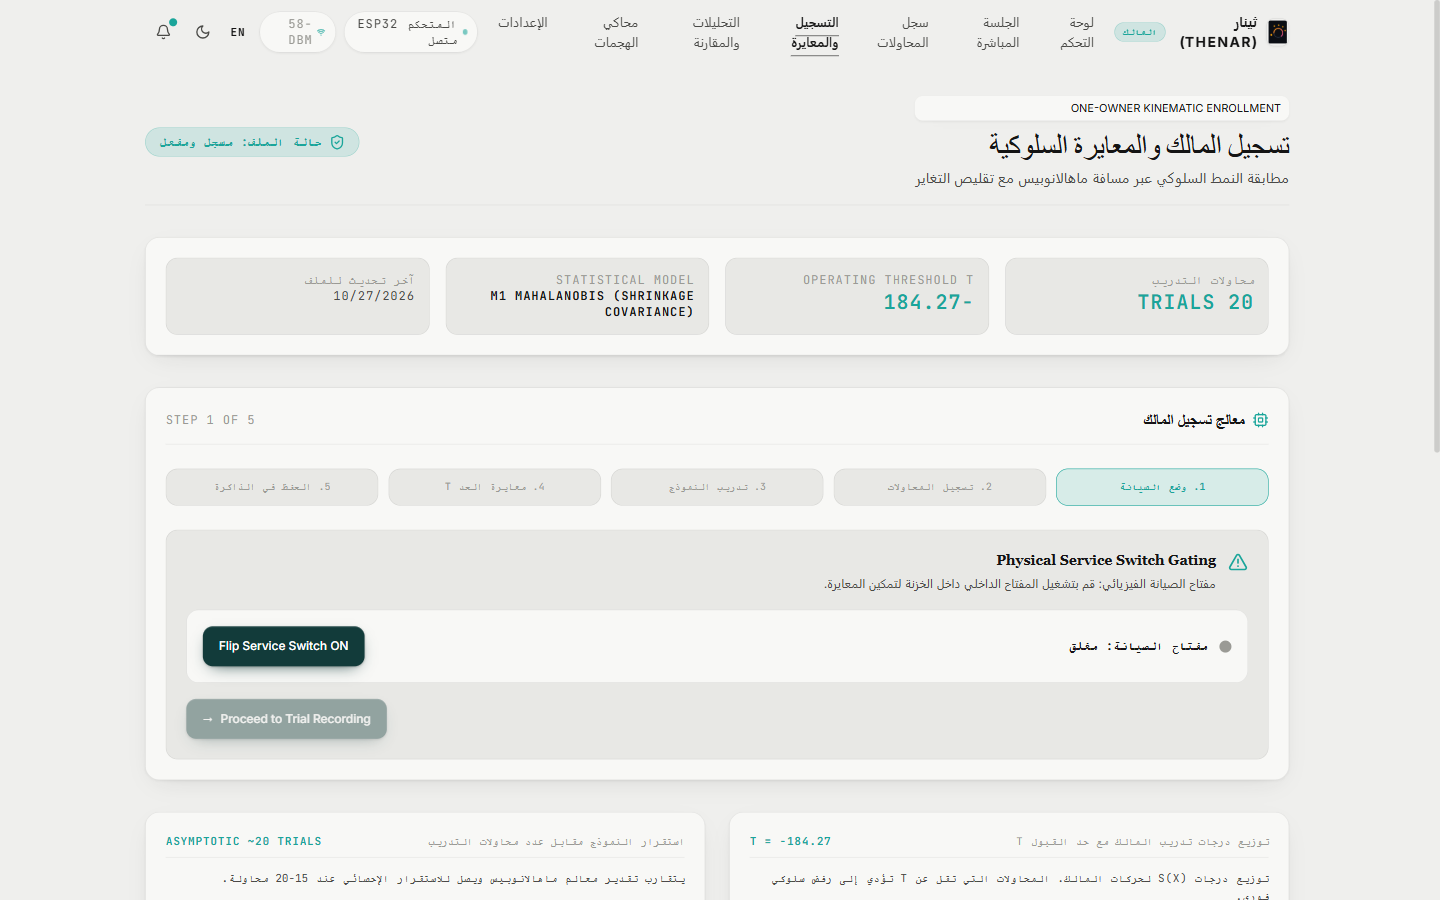 ثينار
(THENAR)
المالك
لوحة
التحكم
الجلسة
المباشرة
سجل
المحاولات
التسجيل
والمعايرة
التحليلات
والمقارنة
محاكي
الهجمات
الإعدادات
المتحكم ESP32
متصل
58-
DBM
EN
ONE-OWNER KINEMATIC ENROLLMENT
تسجيل المالك والمعايرة السلوكية
مطابقة النمط السلوكي عبر مسافة ماهالانوبيس مع تقليص التغاير
حالة الملف: مسجل ومفعل
محاولات التدريب
TRIALS 20
OPERATING THRESHOLD T
184.27-
STATISTICAL MODEL
M1 MAHALANOBIS (SHRINKAGE
COVARIANCE)
آخر تحديث للملف
10/27/2026
معالج تسجيل المالك
STEP 1 OF 5
1. وضع الصيانة
2. تسجيل المحاولات
3. تدريب النموذج
4. معايرة الحد T
5. الحفظ في الذاكرة
Physical Service Switch Gating
مفتاح الصيانة الفيزيائي: قم بتشغيل المفتاح الداخلي داخل الخزنة لتمكين المعايرة.
مفتاح الصيانة: مغلق
Flip Service Switch ON
→ Proceed to Trial Recording
توزيع درجات تدريب المالك مع حد القبول T
T = -184.27
توزيع درجات S(X) لحركات المالك. المحاولات التي تقل عن T تؤدي إلى رفض سلوكي
فوري.
استقرار النموذج مقابل عدد محاولات التدريب
ASYMPTOTIC ~20 TRIALS
يتقارب تقدير معالم ماهالانوبيس ويصل للاستقرار الإحصائي عند 15-20 محاولة.